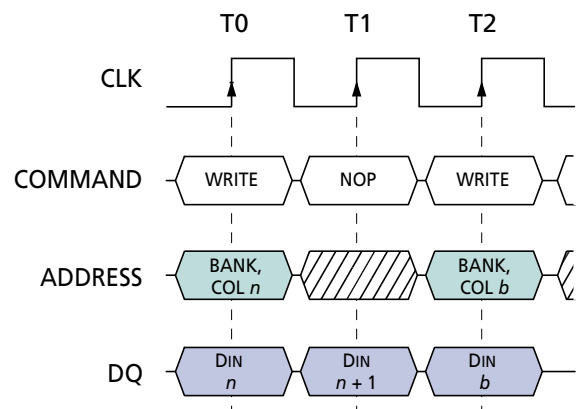 T0 T1 T2
CLK
COMMAND WRITE NOP WRITE
ADDRESS BANK, COL n BANK, COL b
DQ DIN n DIN n + 1 DIN b